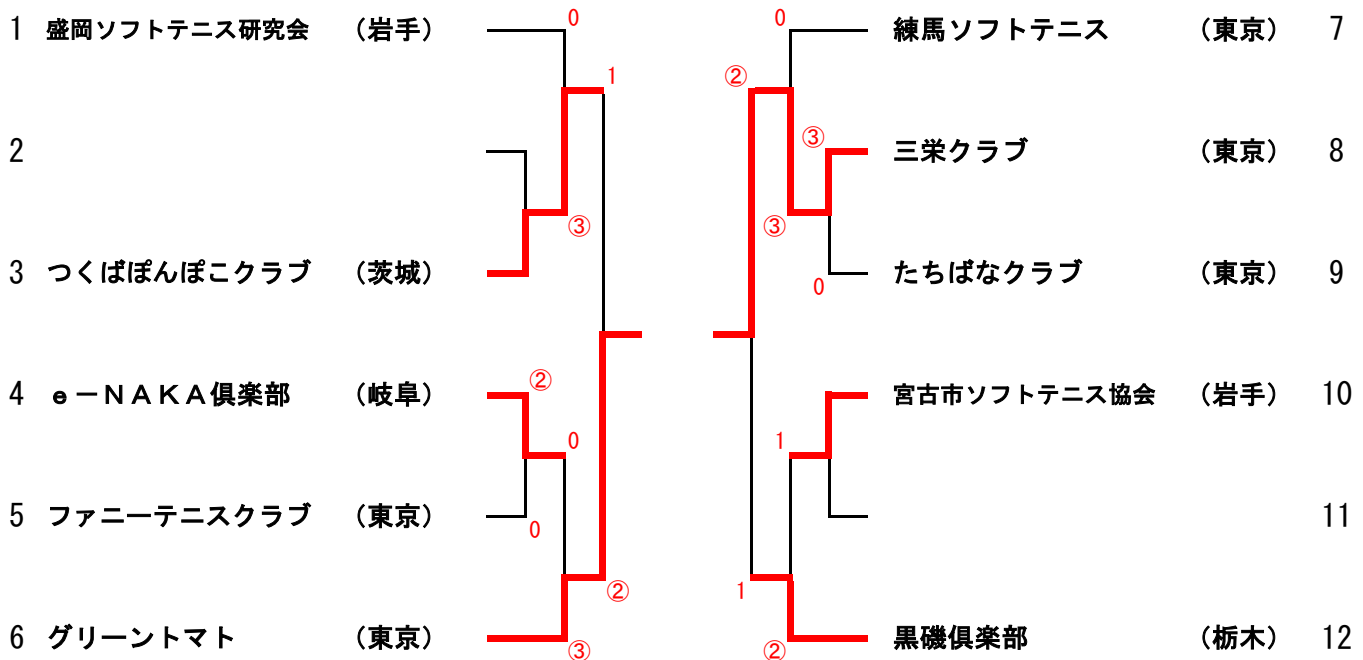 1 盛岡ソフトテニス研究会 （岩手）
0
1
2
③
3 つくばぽんぽこクラブ （茨城）
4 ｅ－ＮＡＫＡ倶楽部 （岐阜）
②
0
5 ファニーテニスクラブ （東京）
0
②
6 グリーントマト （東京）
③
0
練馬ソフトテニス （東京） 7
②
③
三栄クラブ （東京） 8
③
たちばなクラブ （東京） 9
0
宮古市ソフトテニス協会 （岩手） 10
1
11
1
黒磯倶楽部 （栃木） 12
②